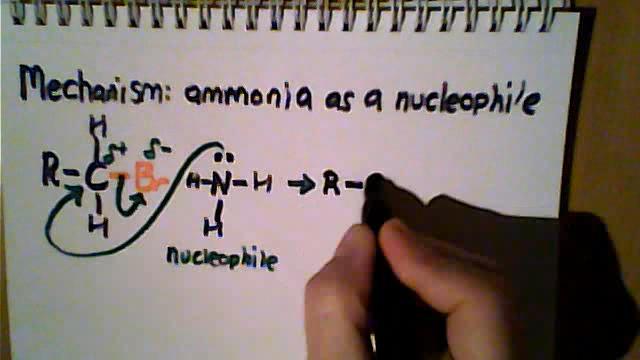 Mechanism: ammonia as a nucleophile
H
δ+ δ-
R-C-Br H-N-H → R-
H H
nucleophile